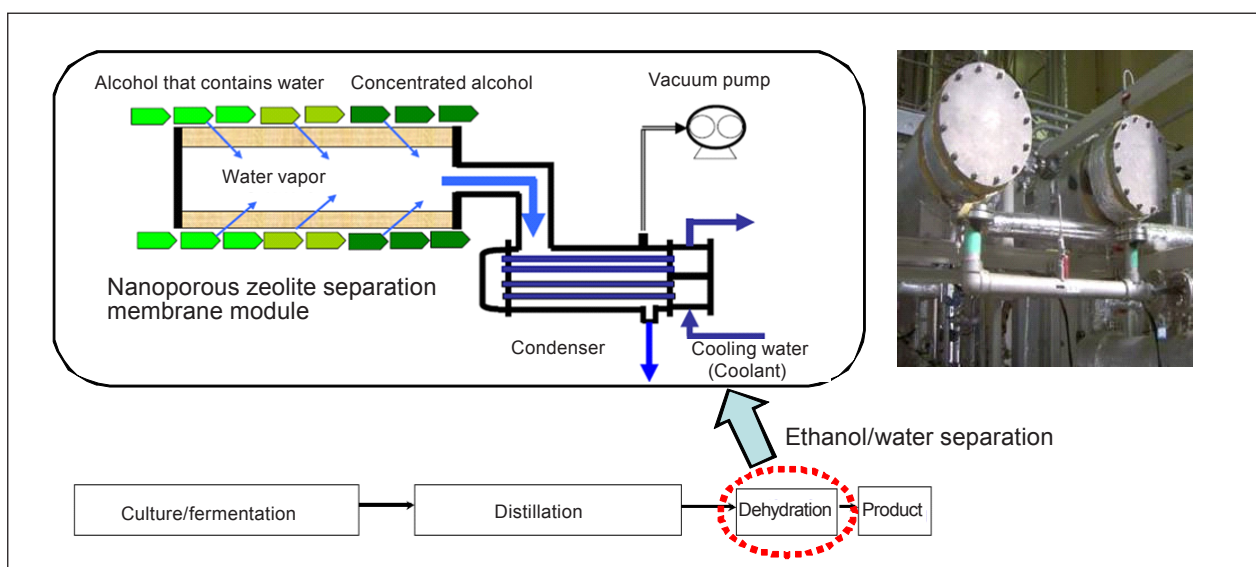 Alcohol that contains water
Concentrated alcohol
Vacuum pump
Water vapor
Nanoporous zeolite separation
membrane module
Condenser
Cooling water
(Coolant)
Ethanol/water separation
Culture/fermentation
Distillation
Dehydration
Product